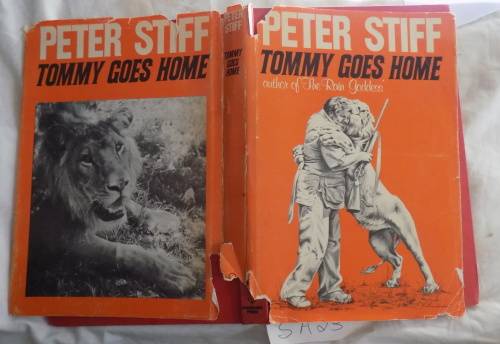 PETER STIFF
TOMMY GOES HOME
PETER STIFF
TOMMY
GOES
HOME
PETER STIFF
TOMMY GOES HOME
author of The Rain Goddess